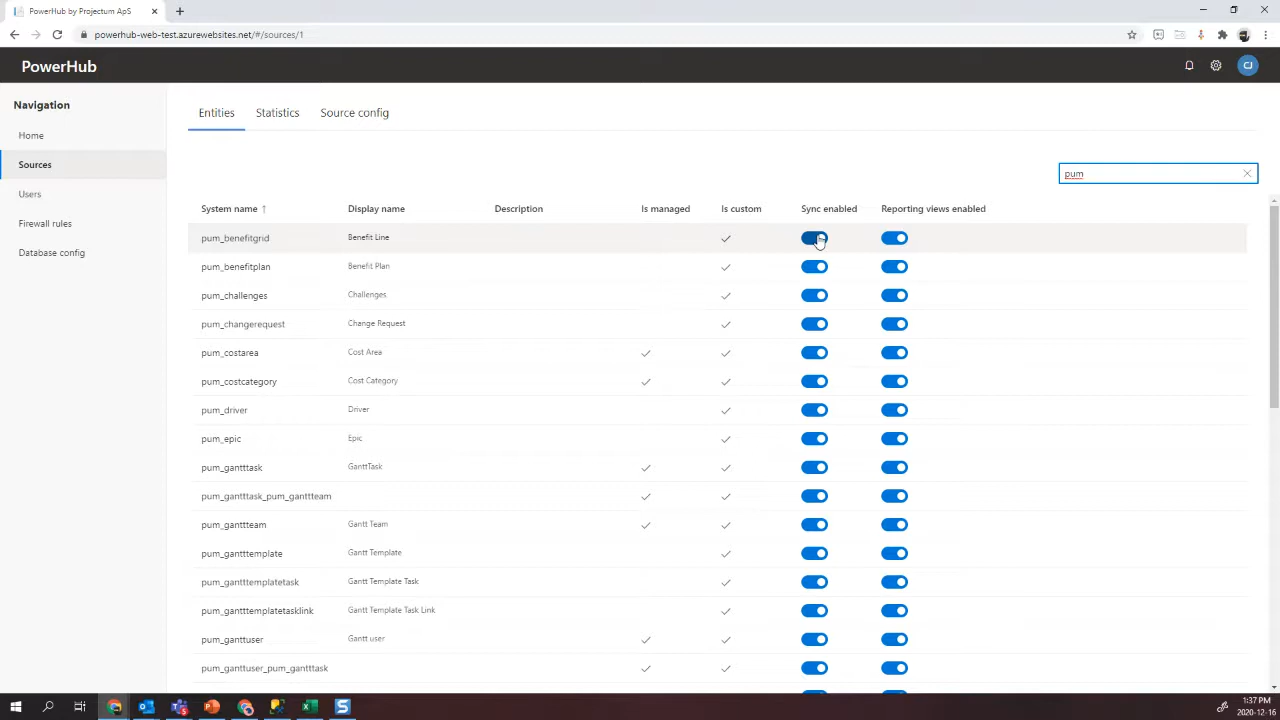 PowerHub by Projectum ApS
powerhub-web-test.azurewebsites.net/#/sources/1
PowerHub
CJ
Navigation
Home
Sources
Users
Firewall rules
Database config
Entities Statistics Source config
pum
System name ↑ Display name Description Is managed Is custom Sync enabled Reporting views enabled
pum_benefitgrid Benefit Line
pum_benefitplan Benefit Plan
pum_challenges Challenges
pum_changerequest Change Request
pum_costarea Cost Area
pum_costcategory Cost Category
pum_driver Driver
pum_epic Epic
pum_gantttask GanttTask
pum_gantttask_pum_gantteam
pum_gantteam Gantt Team
pum_gantttemplate Gantt Template
pum_gantttemplatetask Gantt Template Task
pum_gantttemplatetasklink Gantt Template Task Link
pum_ganttuser Gantt user
pum_ganttuser_pum_gantttask
1:37 PM
2020-12-16